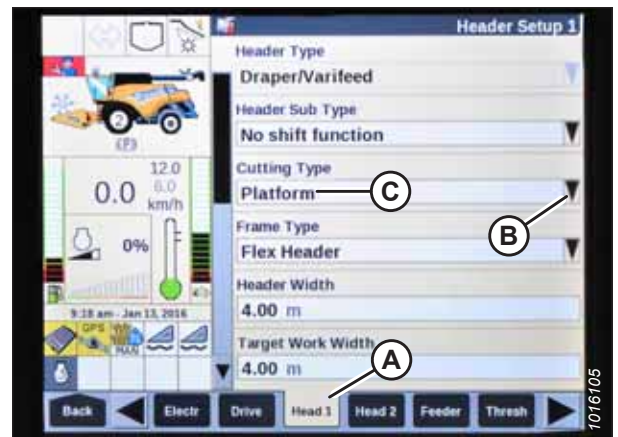 Header Setup 1
Header Type
Draper/Varifeed
Header Sub Type
No shift function
Cutting Type
Platform
C
B
Frame Type
Flex Header
Header Width
4.00 m
Target Work Width
4.00 m
A
2
(P)
12.0
6.0
0.0 km/h
0%
9:18 am - Jan 13, 2016
GPS
MAN
Back
Electr
Drive
Head 1
Head 2
Feeder
Thresh
1016105